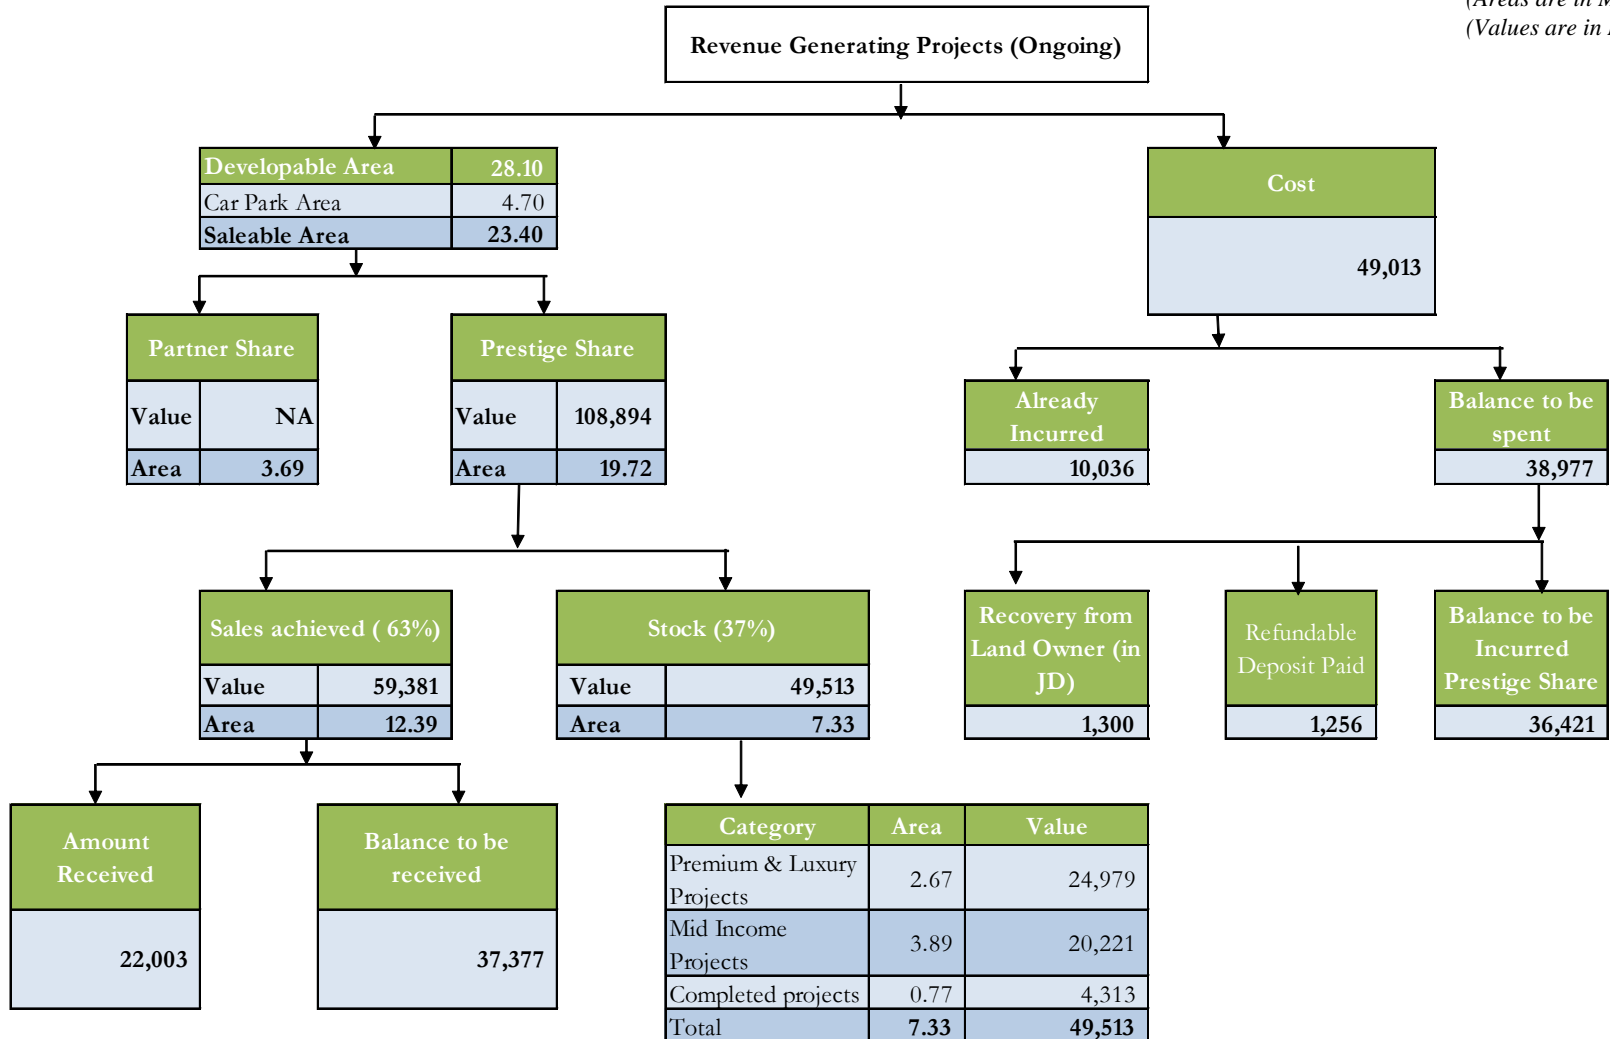 (Areas are in
(Values are in
Revenue Generating Projects (Ongoing)
Developable Area 28.10
Car Park Area 4.70
Saleable Area 23.40
Cost
49,013
Partner Share
Value NA
Area 3.69
Prestige Share
Value 108,894
Area 19.72
Already
Incurred
10,036
Balance to be
spent
38,977
Sales achieved ( 63%)
Value 59,381
Area 12.39
Stock (37%)
Value 49,513
Area 7.33
Recovery from
Land Owner (in
JD)
1,300
Refundable
Deposit Paid
1,256
Balance to be
Incurred
Prestige Share
36,421
Amount
Received
22,003
Balance to be
received
37,377
Category Area Value
Premium & Luxury
Projects 2.67 24,979
Mid Income
Projects 3.89 20,221
Completed projects 0.77 4,313
Total 7.33 49,513